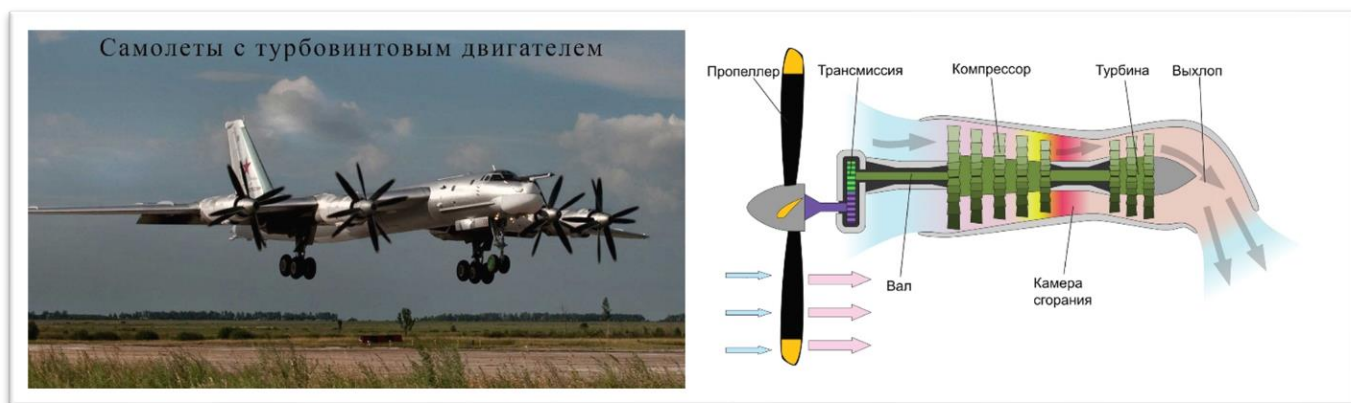 Самолеты с турбовинтовым двигателем
Пропеллер
Трансмиссия
Компрессор
Турбина
Выхлоп
Вал
Камера
сгорания